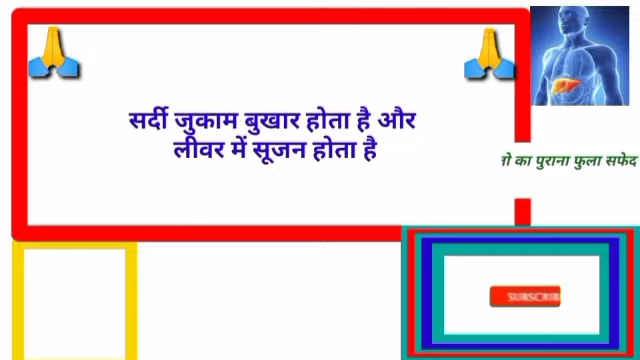 सर्दी जुकाम बुखार होता है और
लीवर में सूजन होता है
का पुराना फुला सफेद
SUBSCRIBE